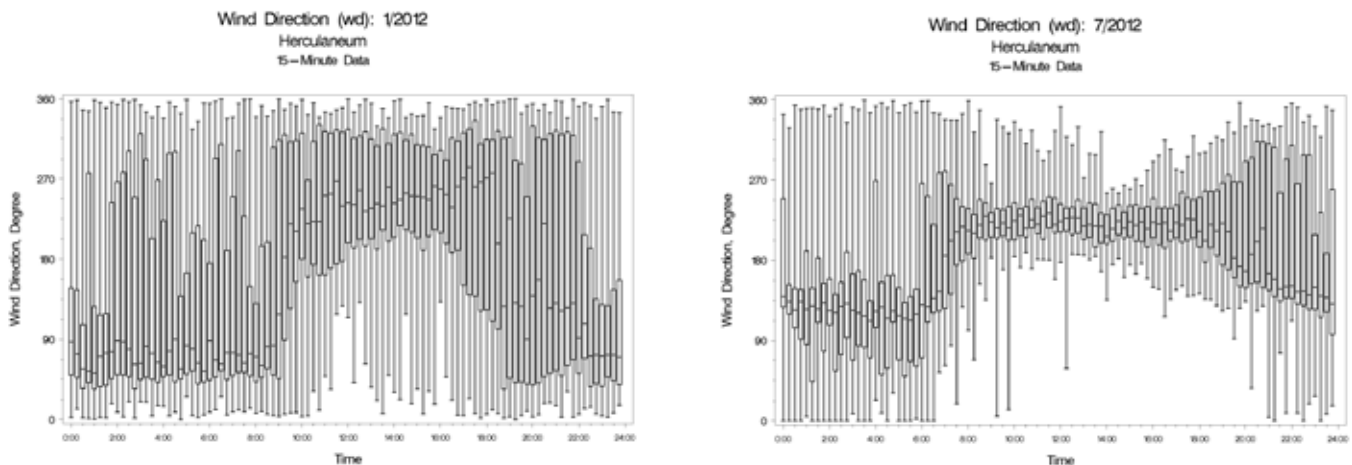 Wind Direction (wd): 1/2012
Herculaneum
15-Minute Data
Wind Direction, Degree
360
270
180
90
0
0:00 2:00 4:00 6:00 8:00 10:00 12:00 14:00 16:00 18:00 20:00 22:00 24:00
Time
Wind Direction (wd): 7/2012
Herculaneum
15-Minute Data
Wind Direction, Degree
360
270
180
90
0
0:00 2:00 4:00 6:00 8:00 10:00 12:00 14:00 16:00 18:00 20:00 22:00 24:00
Time